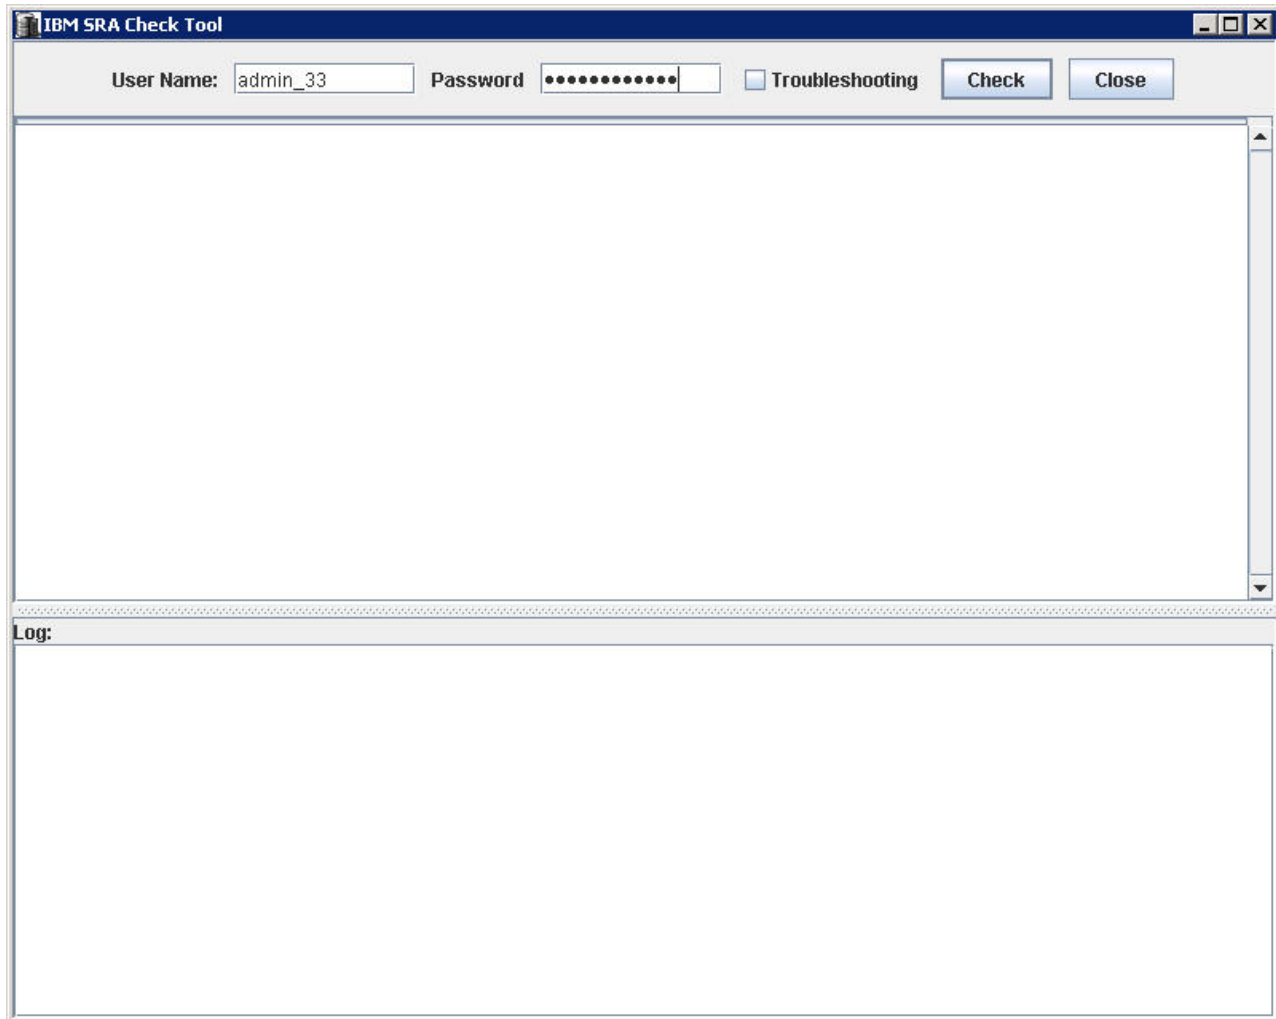 IBM SRA Check Tool
User Name: admin_33 Password ●●●●●●●●●●●● Troubleshooting Check Close
Log: